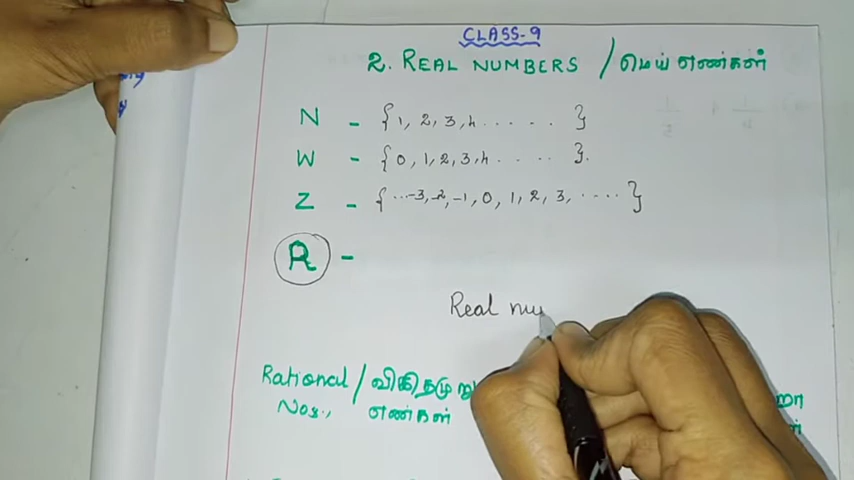 CLASS-9
2. REAL NUMBERS / மெய் எண்கள்
N - {1, 2, 3, 4......}
W - {0, 1, 2, 3, 4......}.
Z - {...-3, -2, -1, 0, 1, 2, 3, .....}
R -
Real nu
Rational / விகிதமுறு
Nos., எண்கள்